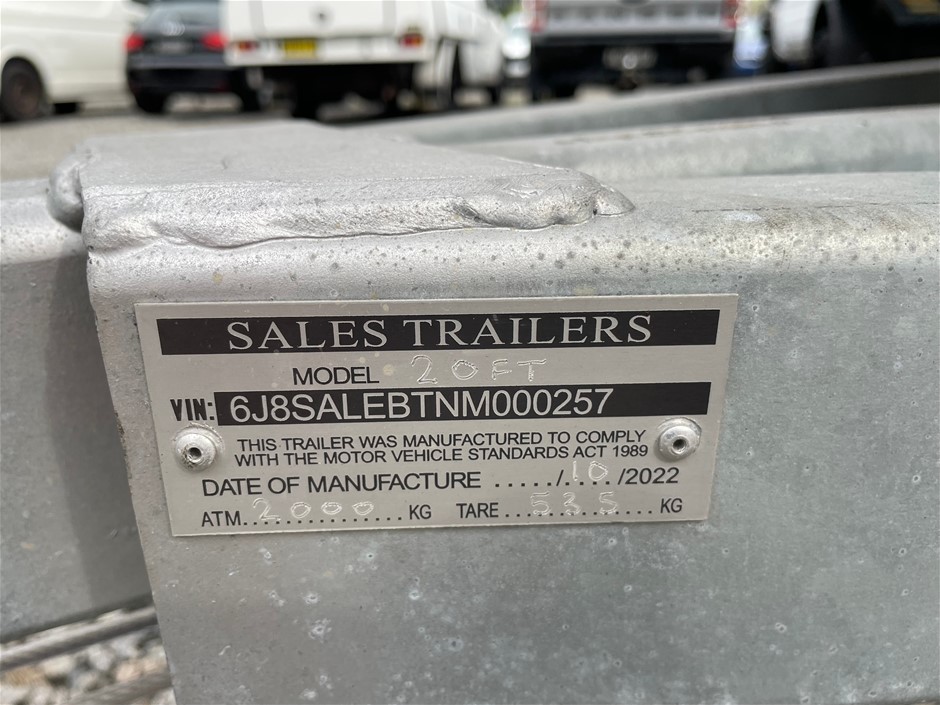 SALES TRAILERS
MODEL 20FT
VIN: 6J8SALEBTNM000257
THIS TRAILER WAS MANUFACTURED TO COMPLY
WITH THE MOTOR VEHICLE STANDARDS ACT 1989
DATE OF MANUFACTURE ...../10/2022
ATM..2000............KG TARE...535......KG